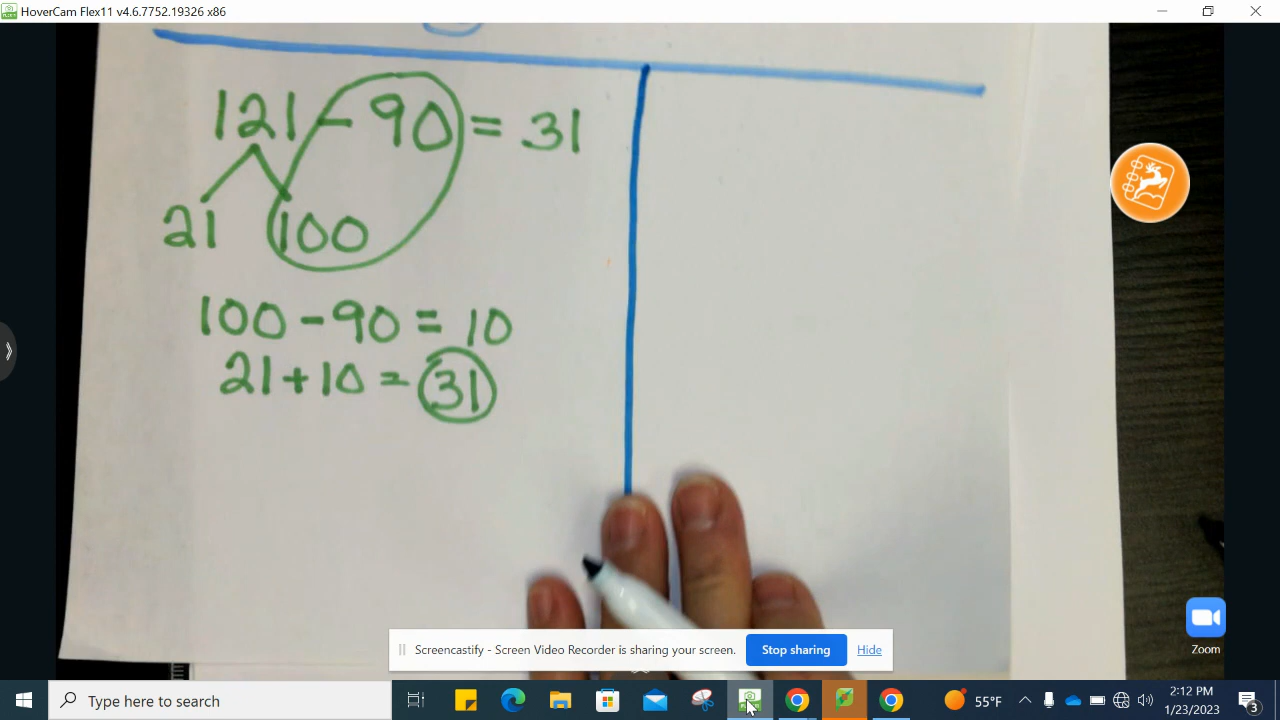 HoverCam Flex11 v4.6.7752.19326 x86
121 - 90 = 31
21 100
100 - 90 = 10
21 + 10 = 31
Screencastify - Screen Video Recorder is sharing your screen. Stop sharing Hide
Zoom
Type here to search
55°F
2:12 PM
1/23/2023
3